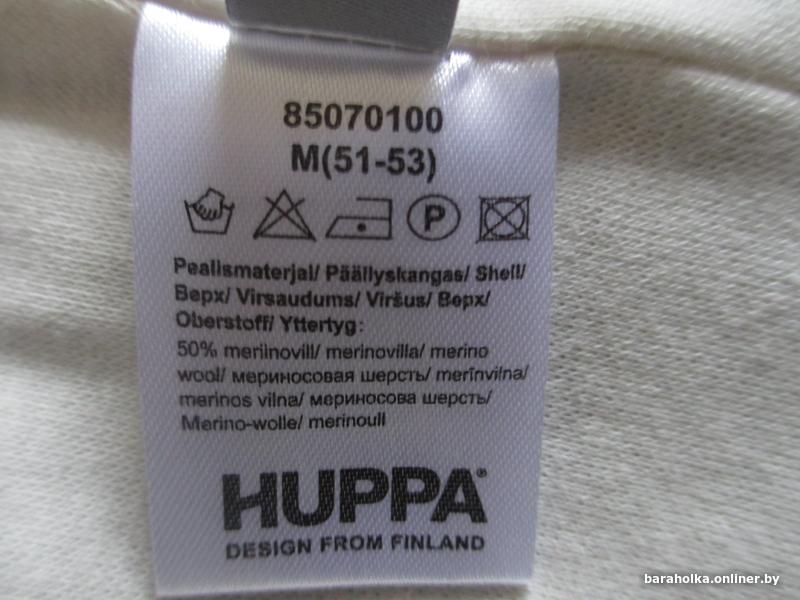 85070100
M(51-53)
P
Pealismaterjal/ Päällyskangas/ Shell/
Верх/ Virsaudums/ Viršus/ Верх/
Oberstoff/ Yttertyg:
50% meriinovill/ merinovilla/ merino
wool/ мериносовая шерсть/ merīnvilna/
merinos vilna/ мериносова шерсть/
Merino-wolle/ merinoull
HUPPA®
DESIGN FROM FINLAND
baraholka.onliner.by